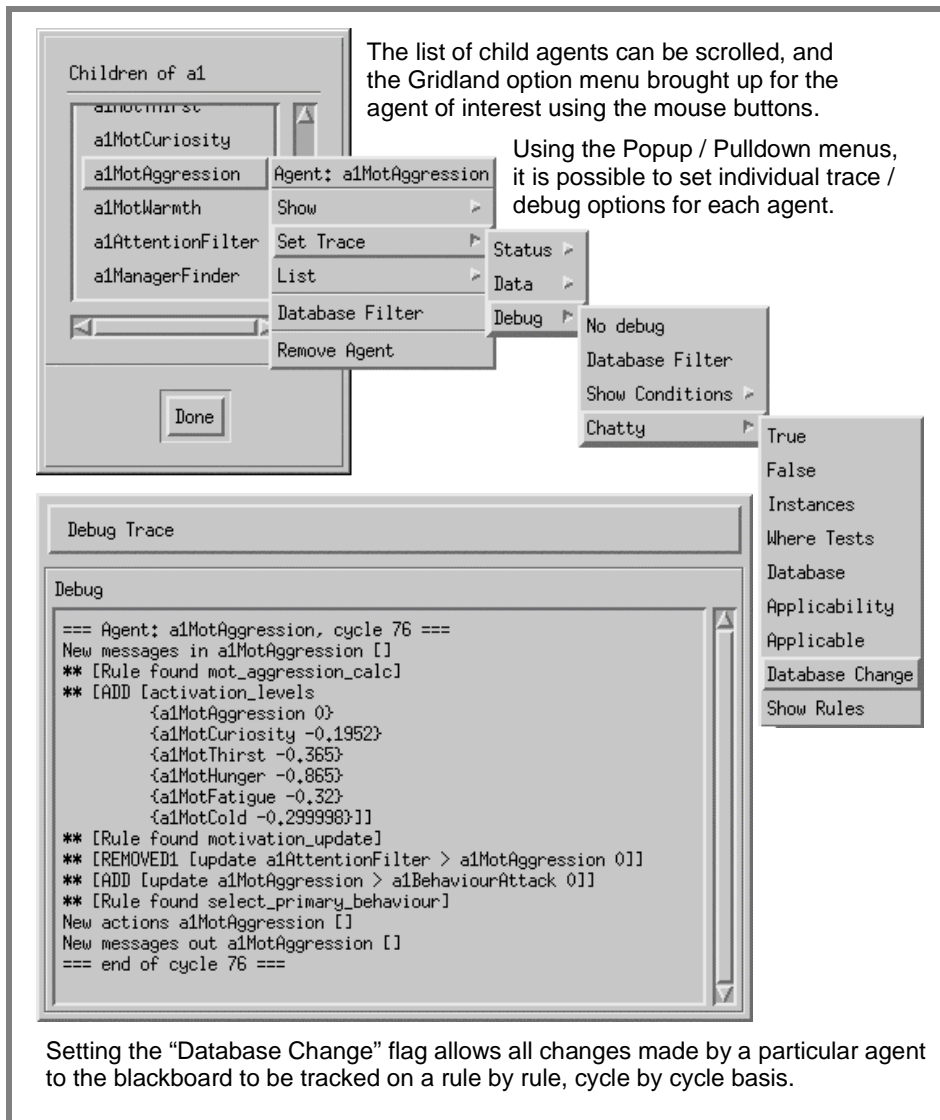 The list of child agents can be scrolled, and
the Gridland option menu brought up for the
agent of interest using the mouse buttons.
Using the Popup / Pulldown menus,
it is possible to set individual trace /
debug options for each agent.
Children of a1
a1MotThirst
a1MotCuriosity
a1MotAggression
a1MotWarmth
a1AttentionFilter
a1ManagerFinder
Done
Agent: a1MotAggression
Show
Set Trace
List
Database Filter
Remove Agent
Status
Data
Debug
No debug
Database Filter
Show Conditions
Chatty
True
False
Instances
Where Tests
Database
Applicability
Applicable
Database Change
Show Rules
Debug Trace
Debug
=== Agent: a1MotAggression, cycle 76 ===
New messages in a1MotAggression []
** [Rule found mot_aggression_calc]
** [ADD [activation_levels
{a1MotAggression 0}
{a1MotCuriosity -0.1952}
{a1MotThirst -0.365}
{a1MotHunger -0.865}
{a1MotFatigue -0.32}
{a1MotCold -0.299998}]]
** [Rule found motivation_update]
** [REMOVED1 [update a1AttentionFilter > a1MotAggression 0]]
** [ADD [update a1MotAggression > a1BehaviourAttack 0]]
** [Rule found select_primary_behaviour]
New actions a1MotAggression []
New messages out a1MotAggression []
=== end of cycle 76 ===
Setting the “Database Change” flag allows all changes made by a particular agent
to the blackboard to be tracked on a rule by rule, cycle by cycle basis.